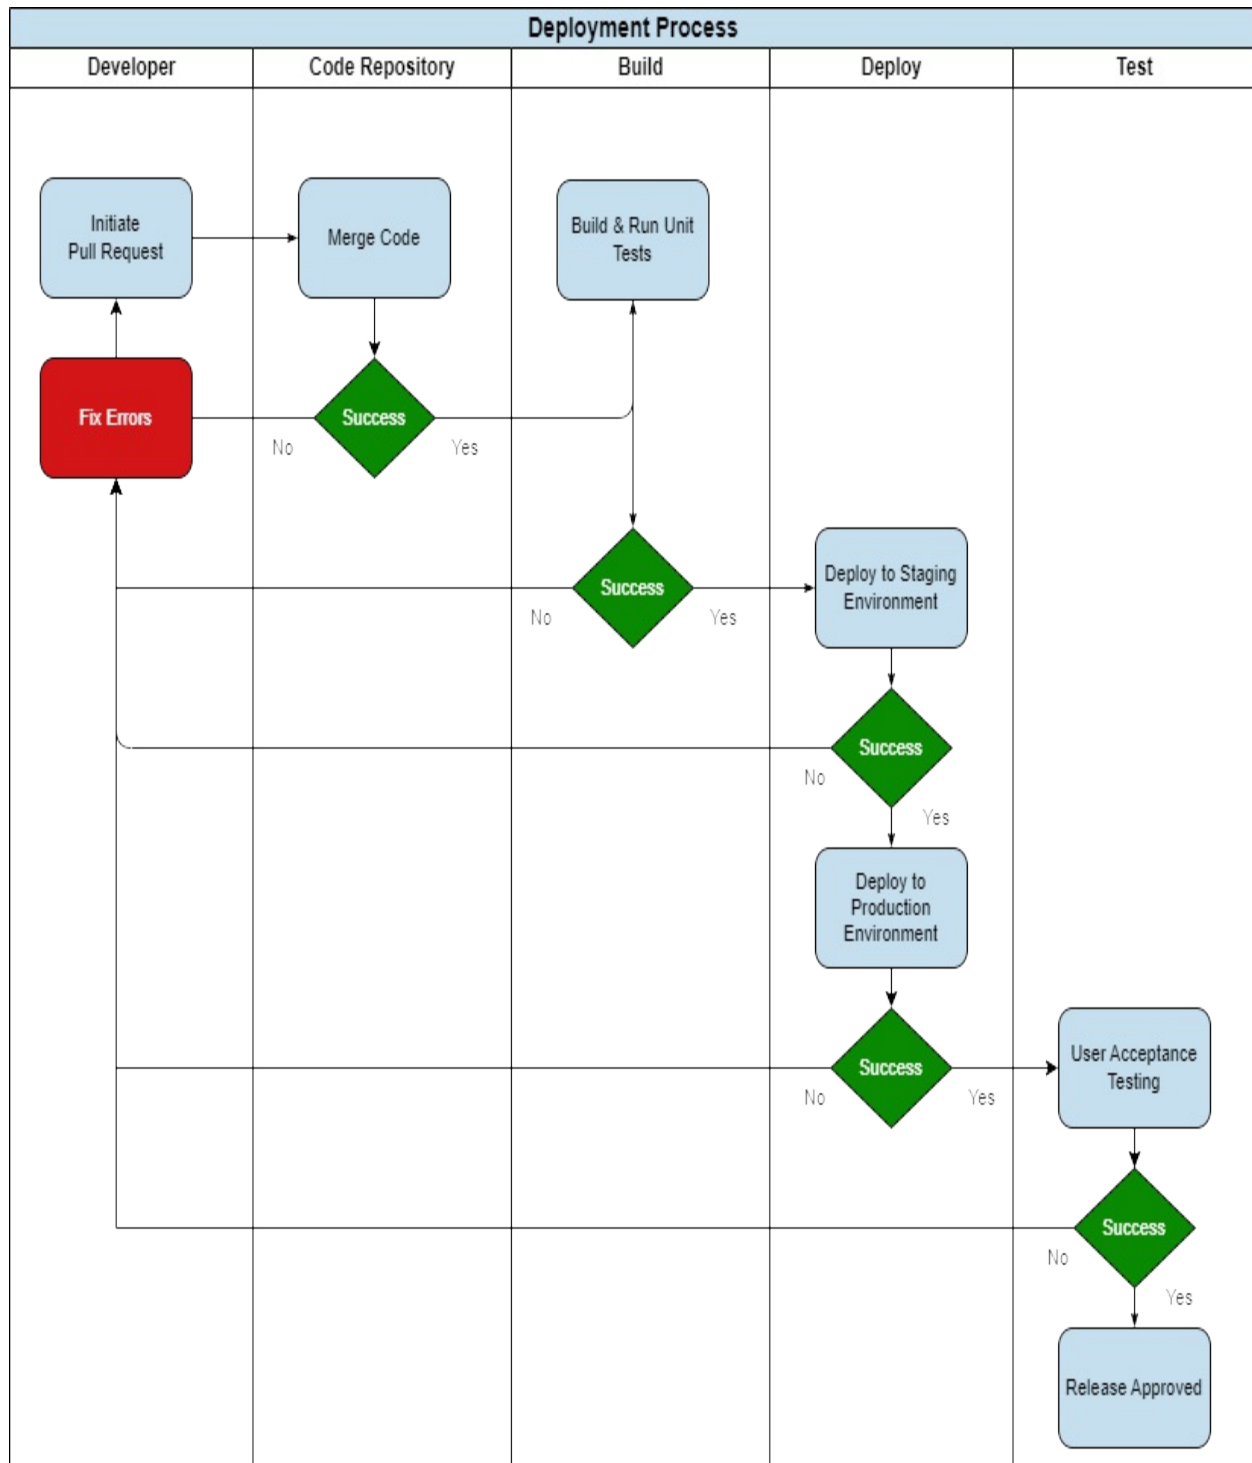 Deployment Process
Developer
Code Repository
Build
Deploy
Test
Initiate
Pull Request
Merge Code
Build & Run Unit
Tests
Fix Errors
Success
No
Yes
Success
No
Yes
Deploy to Staging
Environment
Success
No
Yes
Deploy to
Production
Environment
Success
No
Yes
User Acceptance
Testing
Success
No
Yes
Release Approved